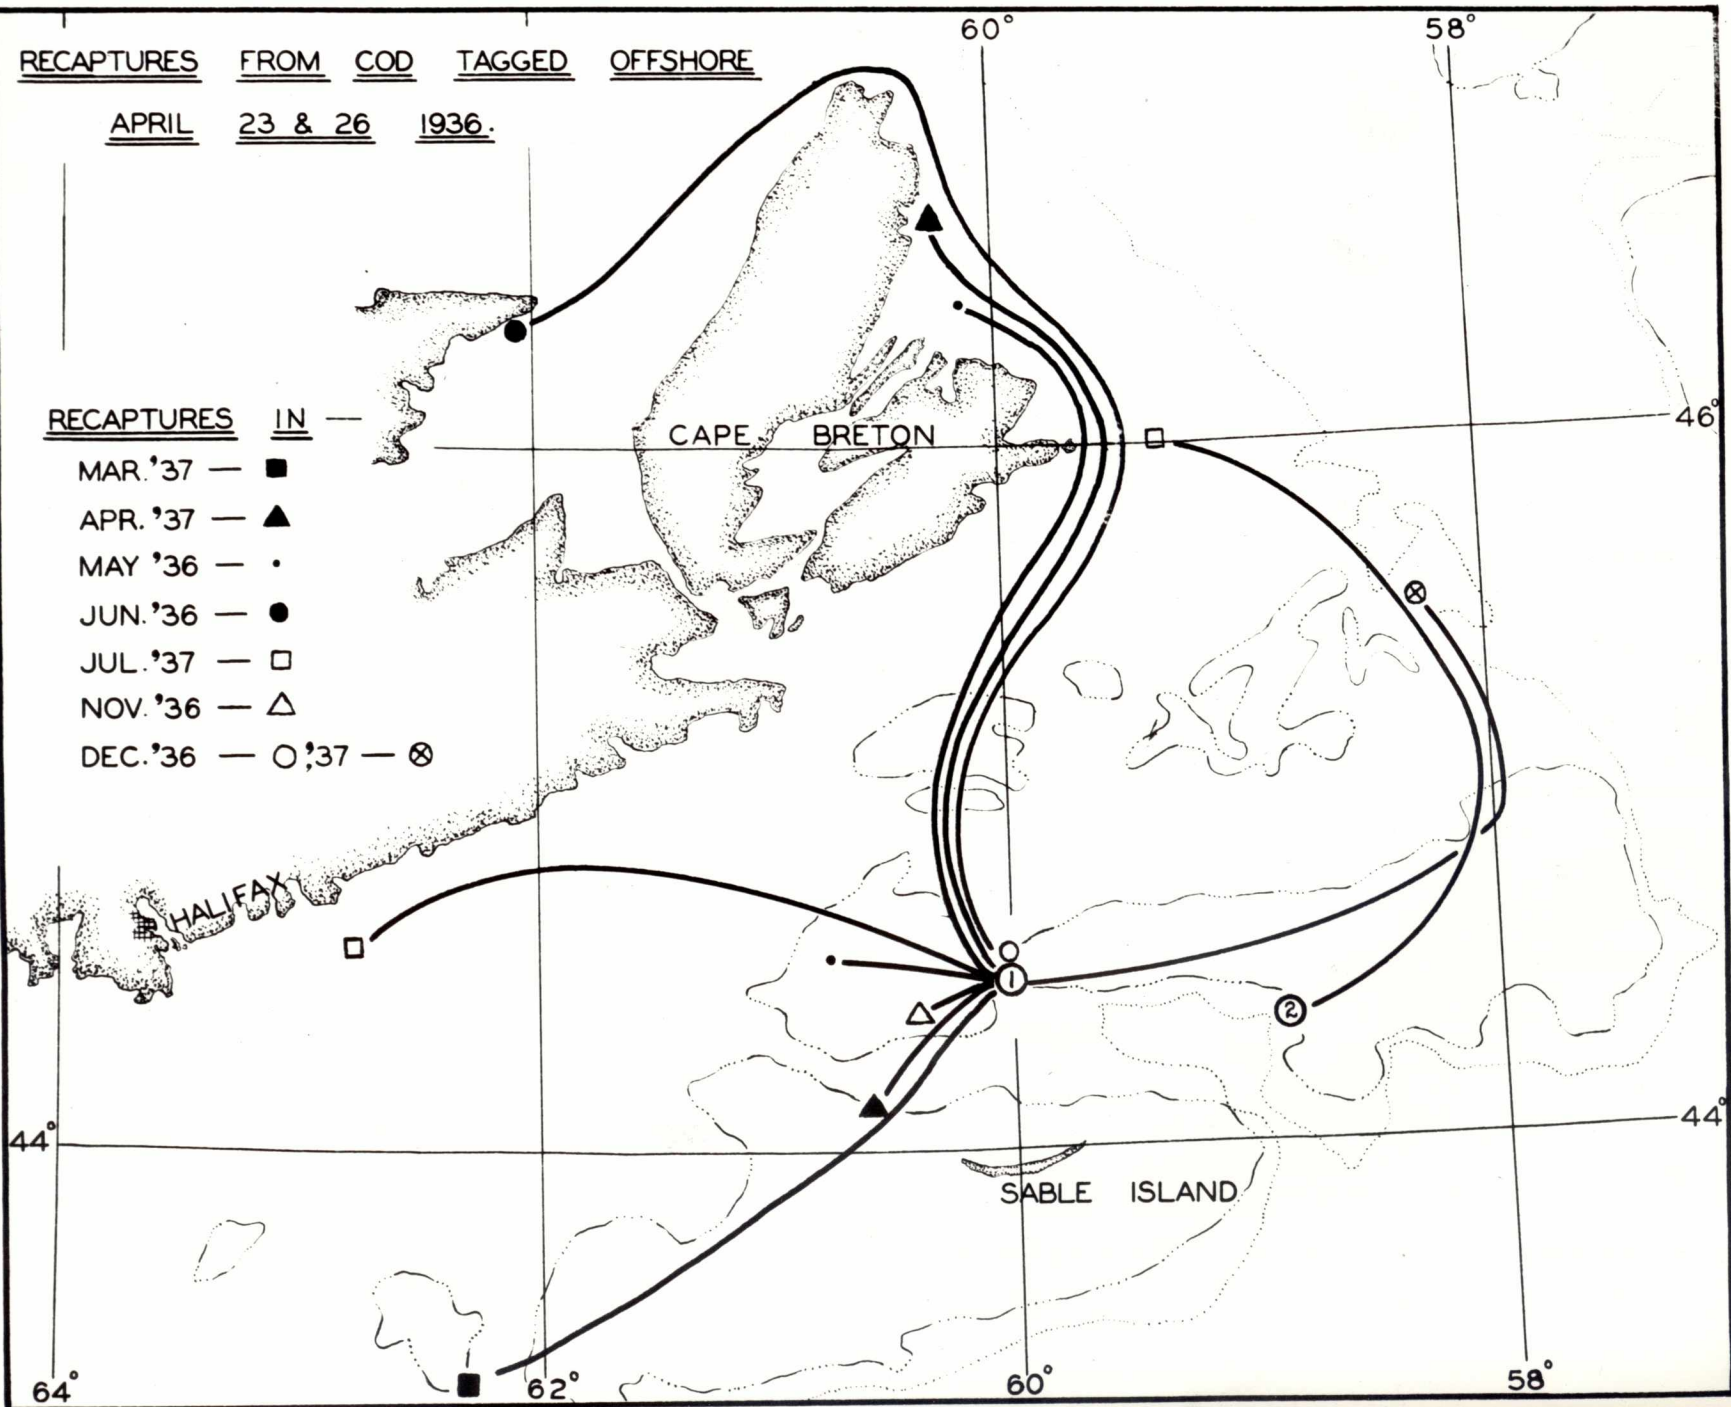 60° 58°
RECAPTURES FROM COD TAGGED OFFSHORE
APRIL 23 & 26 1936.
RECAPTURES IN —
46°
CAPE BRETON
MAR. '37 — ■
APR. '37 — ▲
MAY '36 — •
JUN. '36 — ●
JUL. '37 — □
NOV. '36 — △
DEC. '36 — ○; '37 — ⊗
HALIFAX
1
2
44° 44°
SABLE ISLAND
64° 62° 60° 58°